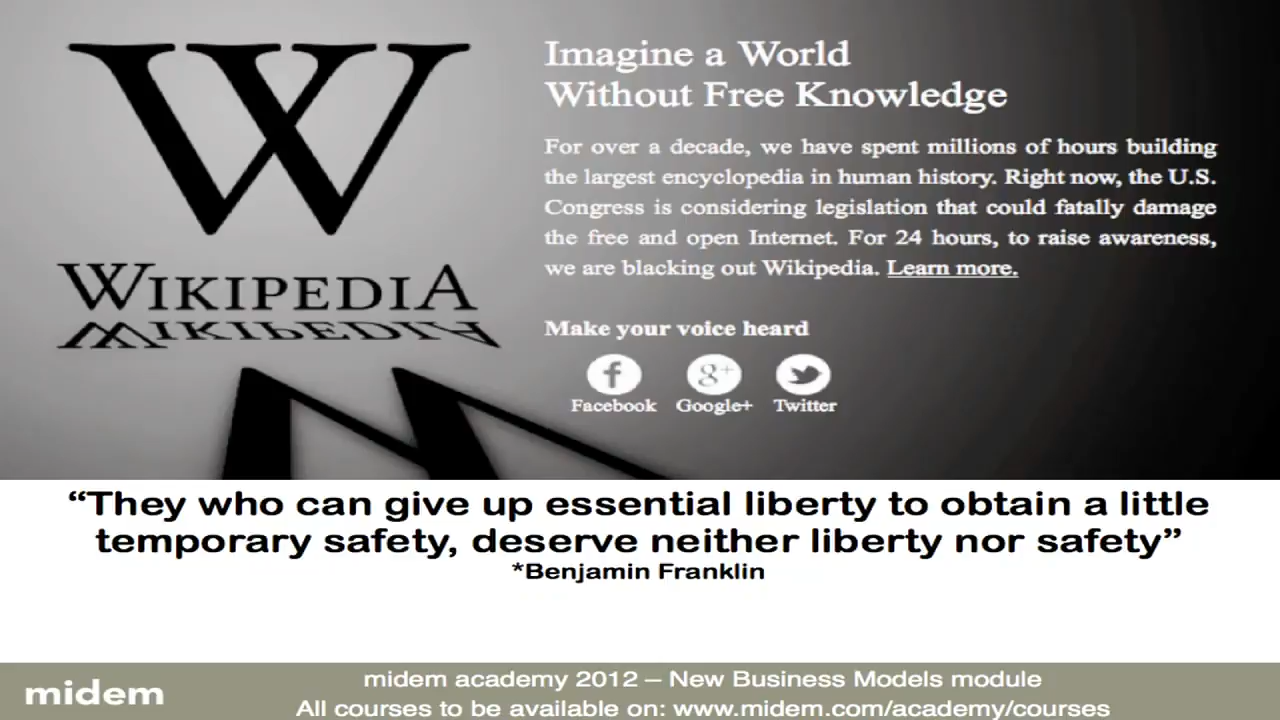 W
WIKIPEDIA
Imagine a World
Without Free Knowledge
For over a decade, we have spent millions of hours building
the largest encyclopedia in human history. Right now, the U.S.
Congress is considering legislation that could fatally damage
the free and open Internet. For 24 hours, to raise awareness,
we are blacking out Wikipedia. Learn more.
Make your voice heard
Facebook Google+ Twitter
“They who can give up essential liberty to obtain a little
temporary safety, deserve neither liberty nor safety”
*Benjamin Franklin
midem
midem academy 2012 – New Business Models module
All courses to be available on: www.midem.com/academy/courses